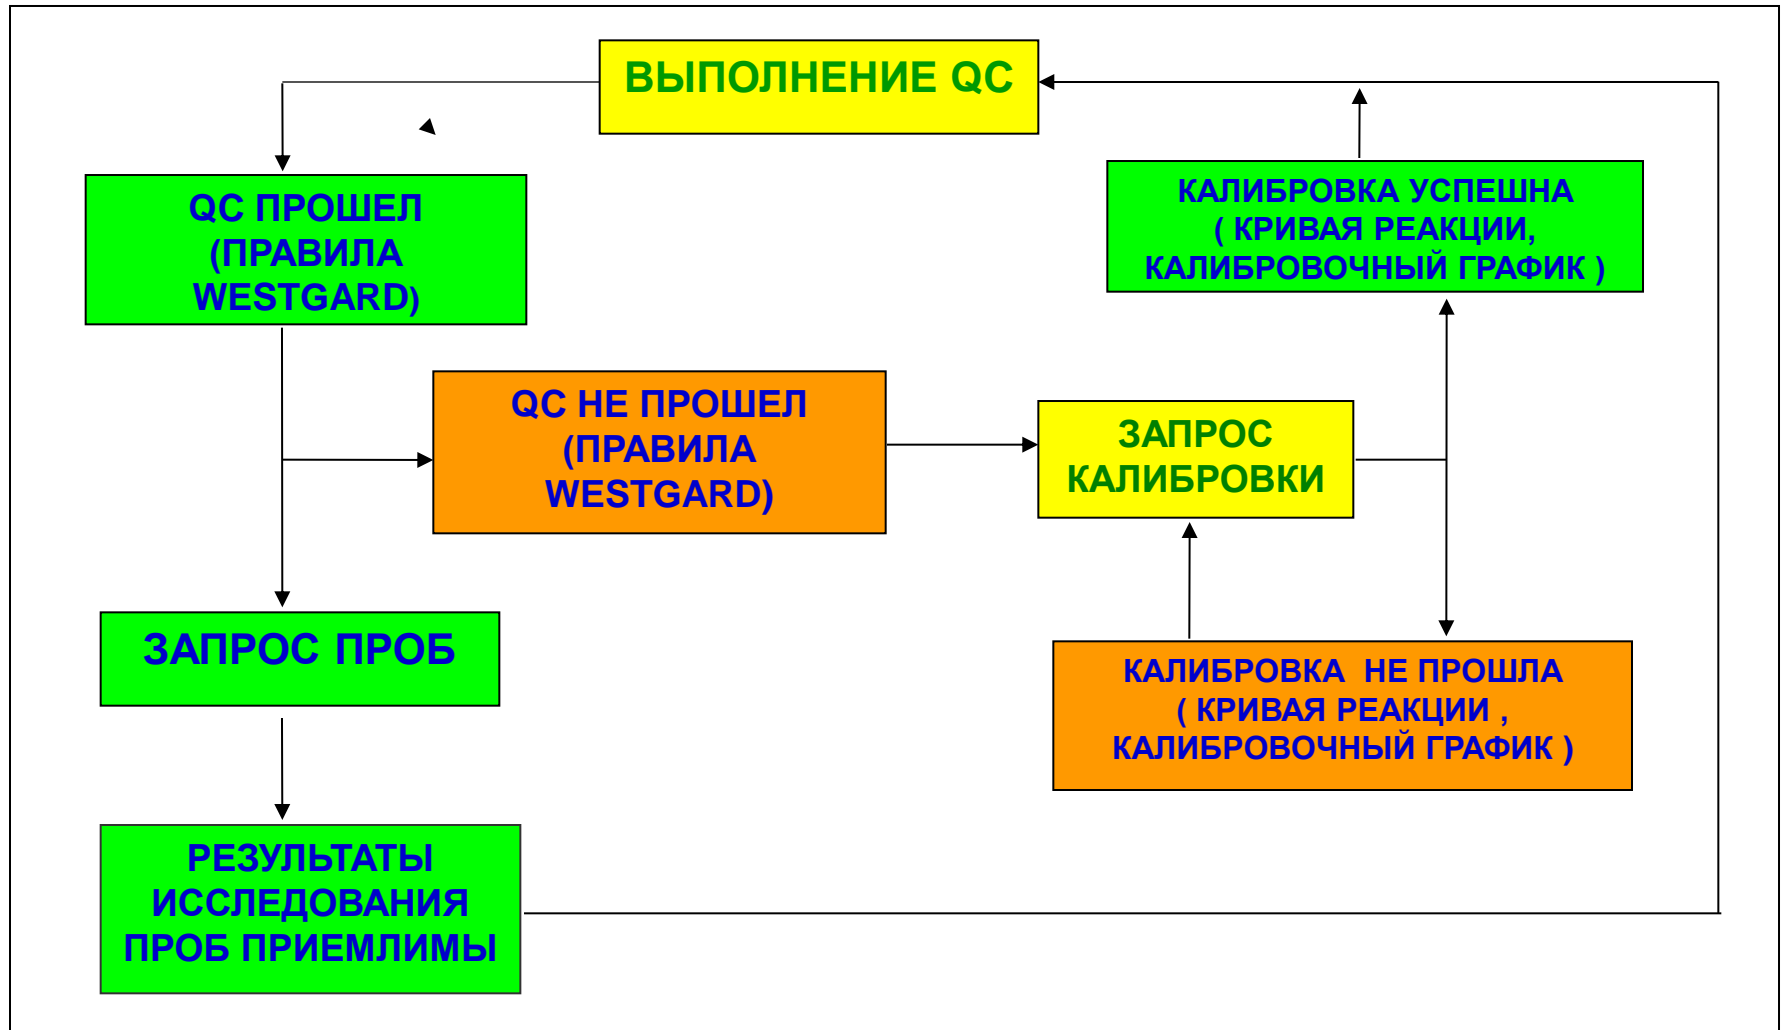 ВЫПОЛНЕНИЕ QC
QC ПРОШЕЛ
(ПРАВИЛА
WESTGARD)
КАЛИБРОВКА УСПЕШНА
( КРИВАЯ РЕАКЦИИ,
КАЛИБРОВОЧНЫЙ ГРАФИК )
QC НЕ ПРОШЕЛ
(ПРАВИЛА
WESTGARD)
ЗАПРОС
КАЛИБРОВКИ
ЗАПРОС ПРОБ
КАЛИБРОВКА НЕ ПРОШЛА
( КРИВАЯ РЕАКЦИИ ,
КАЛИБРОВОЧНЫЙ ГРАФИК )
РЕЗУЛЬТАТЫ
ИССЛЕДОВАНИЯ
ПРОБ ПРИЕМЛИМЫ